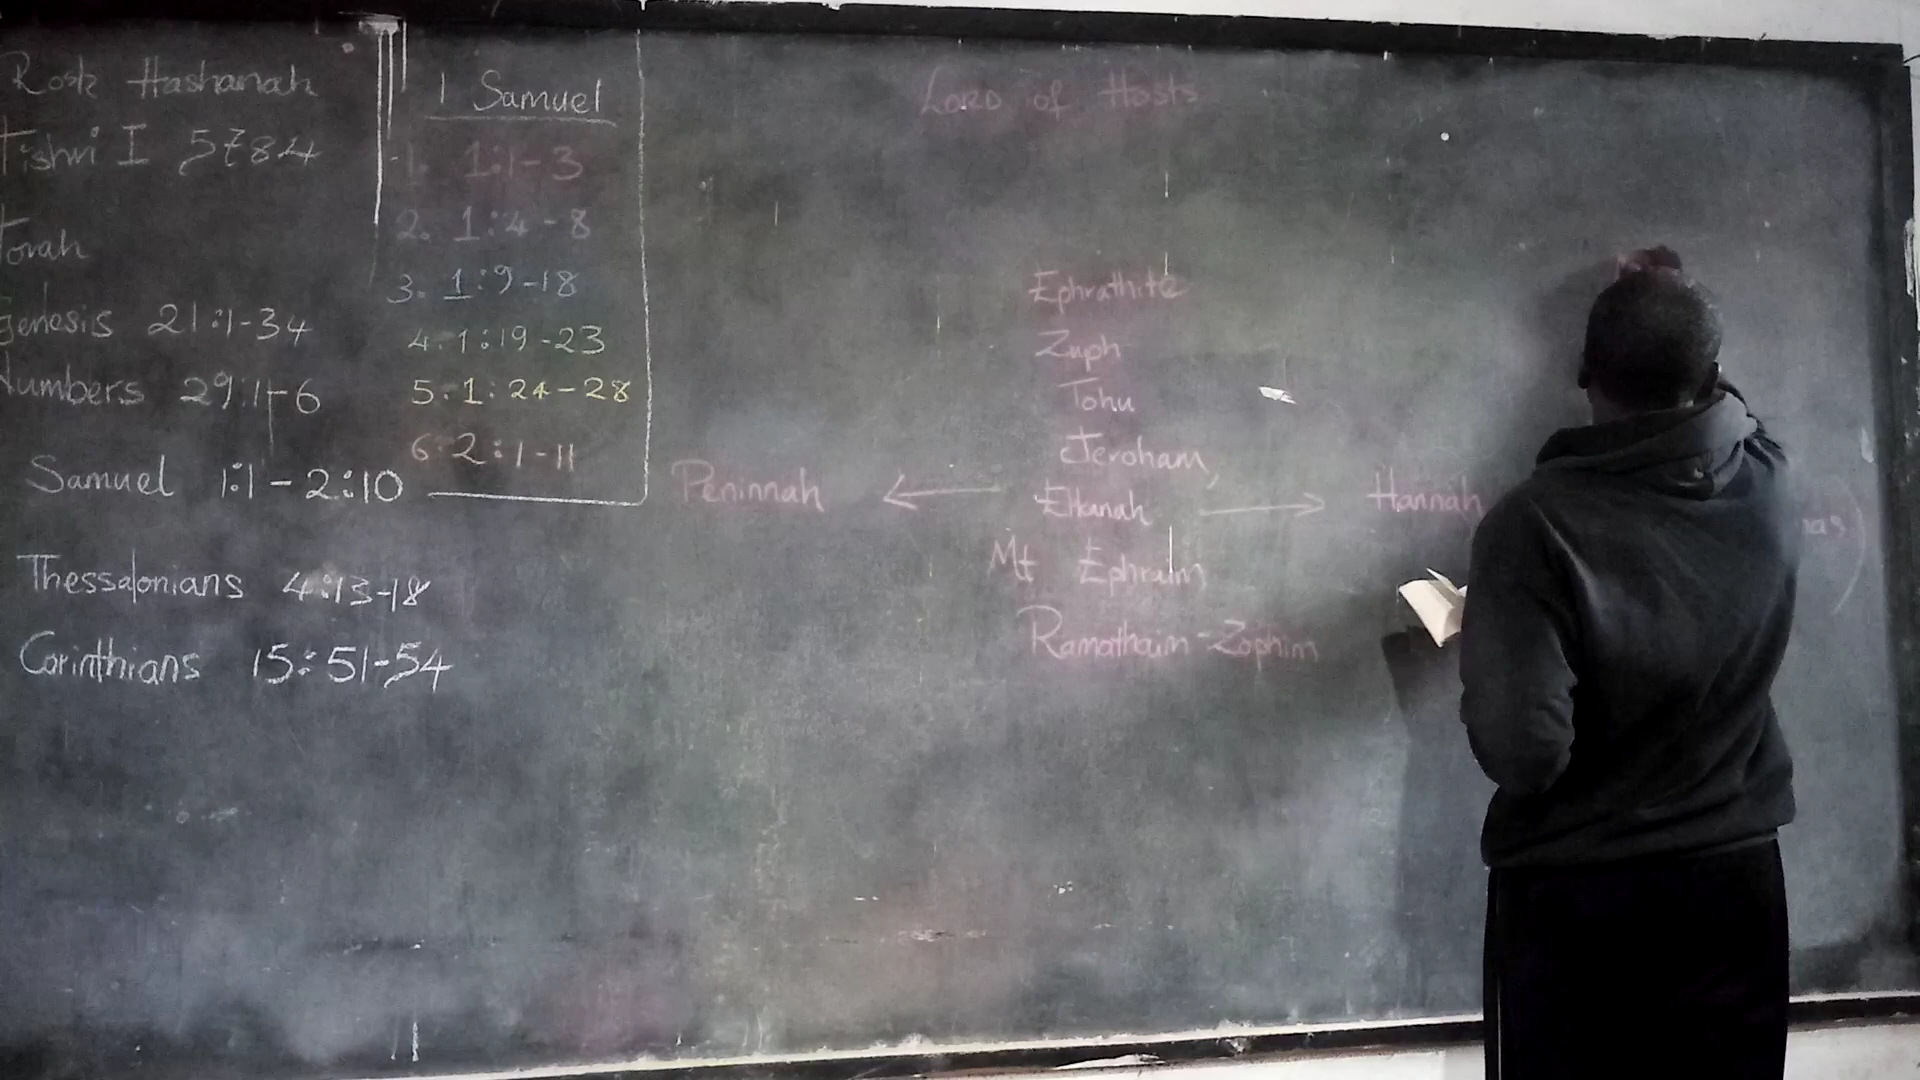 Rosh Hashanah
Tishri I 5784
Torah
Genesis 21:1-34
Numbers 29:1-6
Samuel 1:1-2:10
Thessalonians 4:13-18
Corinthians 15:51-54
1 Samuel
1. 1:1-3
2. 1:4-8
3. 1:9-18
4. 1:19-23
5. 1:24-28
6. 2:1-11
Lord of Hosts
Ephrathite
Zuph
Tohu
Jeroham
Peninnah ← Elkanah → Hannah
Mt Ephraim
Ramathaim-Zophim